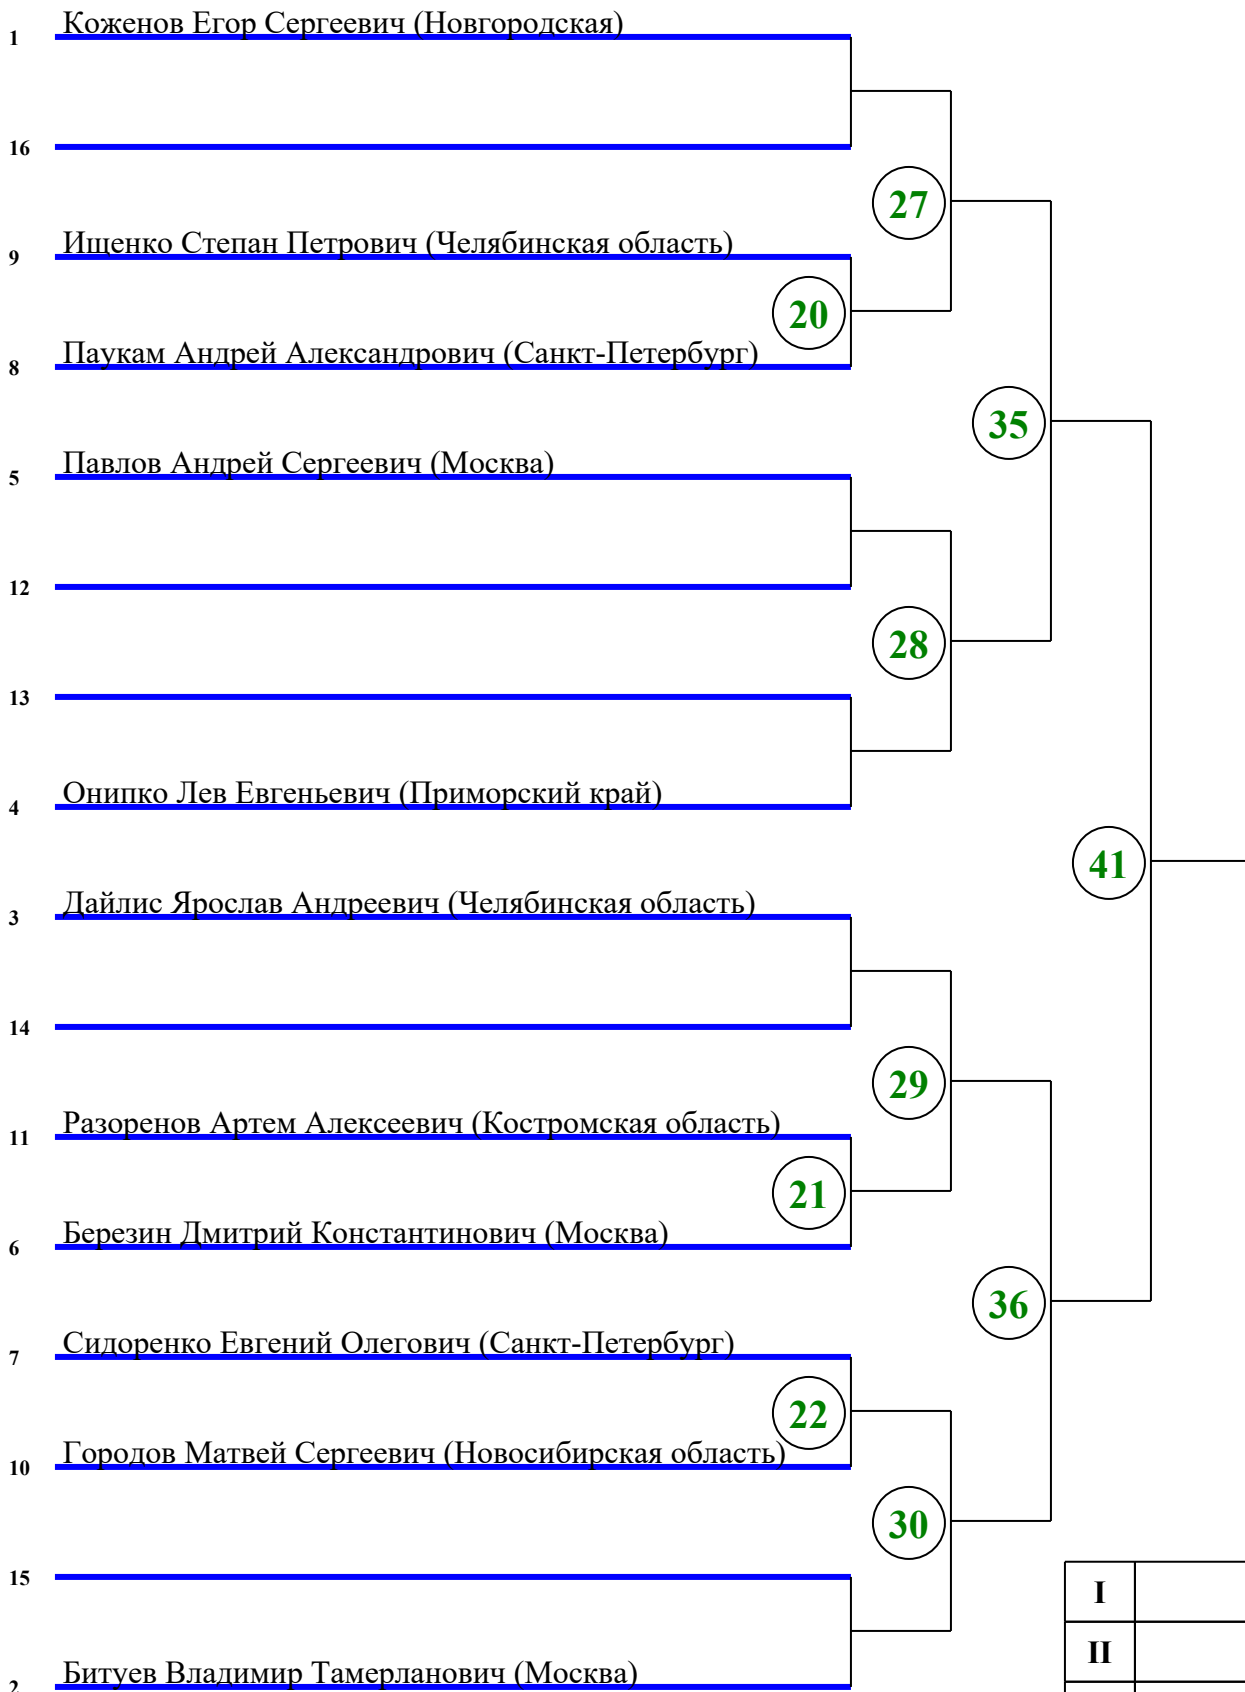 1 Коженов Егор Сергеевич (Новгородская)
16
27
9 Ищенко Степан Петрович (Челябинская область)
20
8 Паукам Андрей Александрович (Санкт-Петербург)
35
5 Павлов Андрей Сергеевич (Москва)
12
28
13
4 Онипко Лев Евгеньевич (Приморский край)
41
3 Дайлис Ярослав Андреевич (Челябинская область)
14
29
11 Разоренов Артем Алексеевич (Костромская область)
21
6 Березин Дмитрий Константинович (Москва)
36
7 Сидоренко Евгений Олегович (Санкт-Петербург)
22
10 Городов Матвей Сергеевич (Новосибирская область)
30
15
I
II
2 Битуев Владимир Тамерланович (Москва)